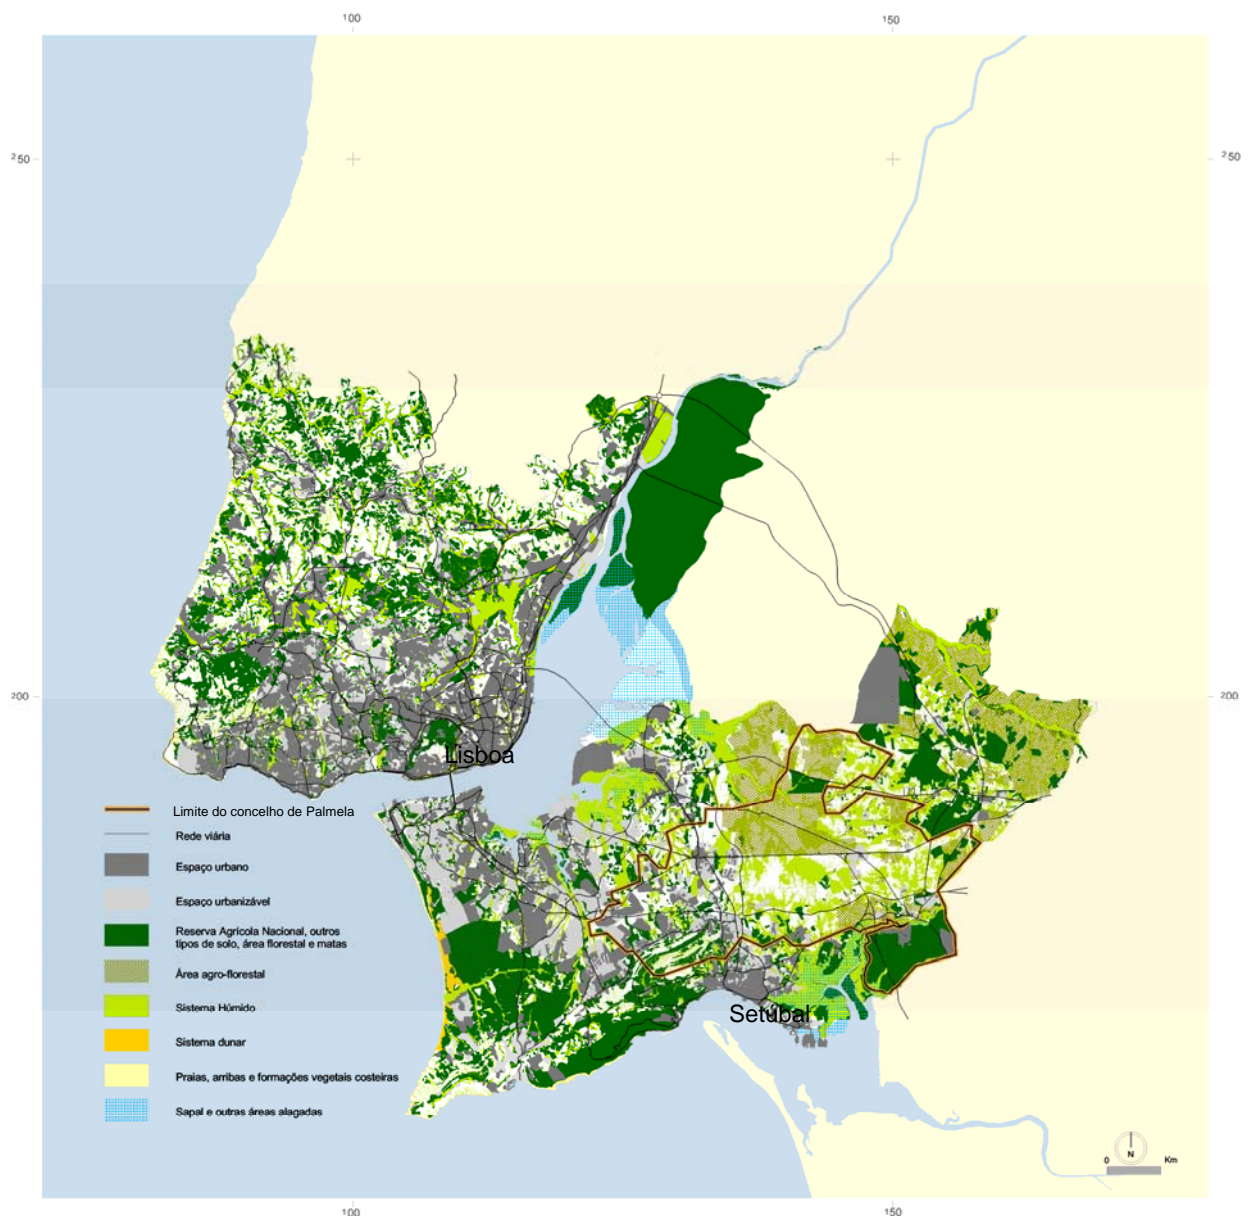 100
150
250
250
200
200
Lisboa
Limite do concelho de Palmela
Rede viária
Espaço urbano
Espaço urbanizável
Reserva Agrícola Nacional, outros
tipos de solo, área florestal e matas
Área agro-florestal
Sistema Húmido
Setúbal
Sistema dunar
Praias, arribas e formações vegetais costeiras
Sapal e outras áreas alagadas
N
0 Km
100
150